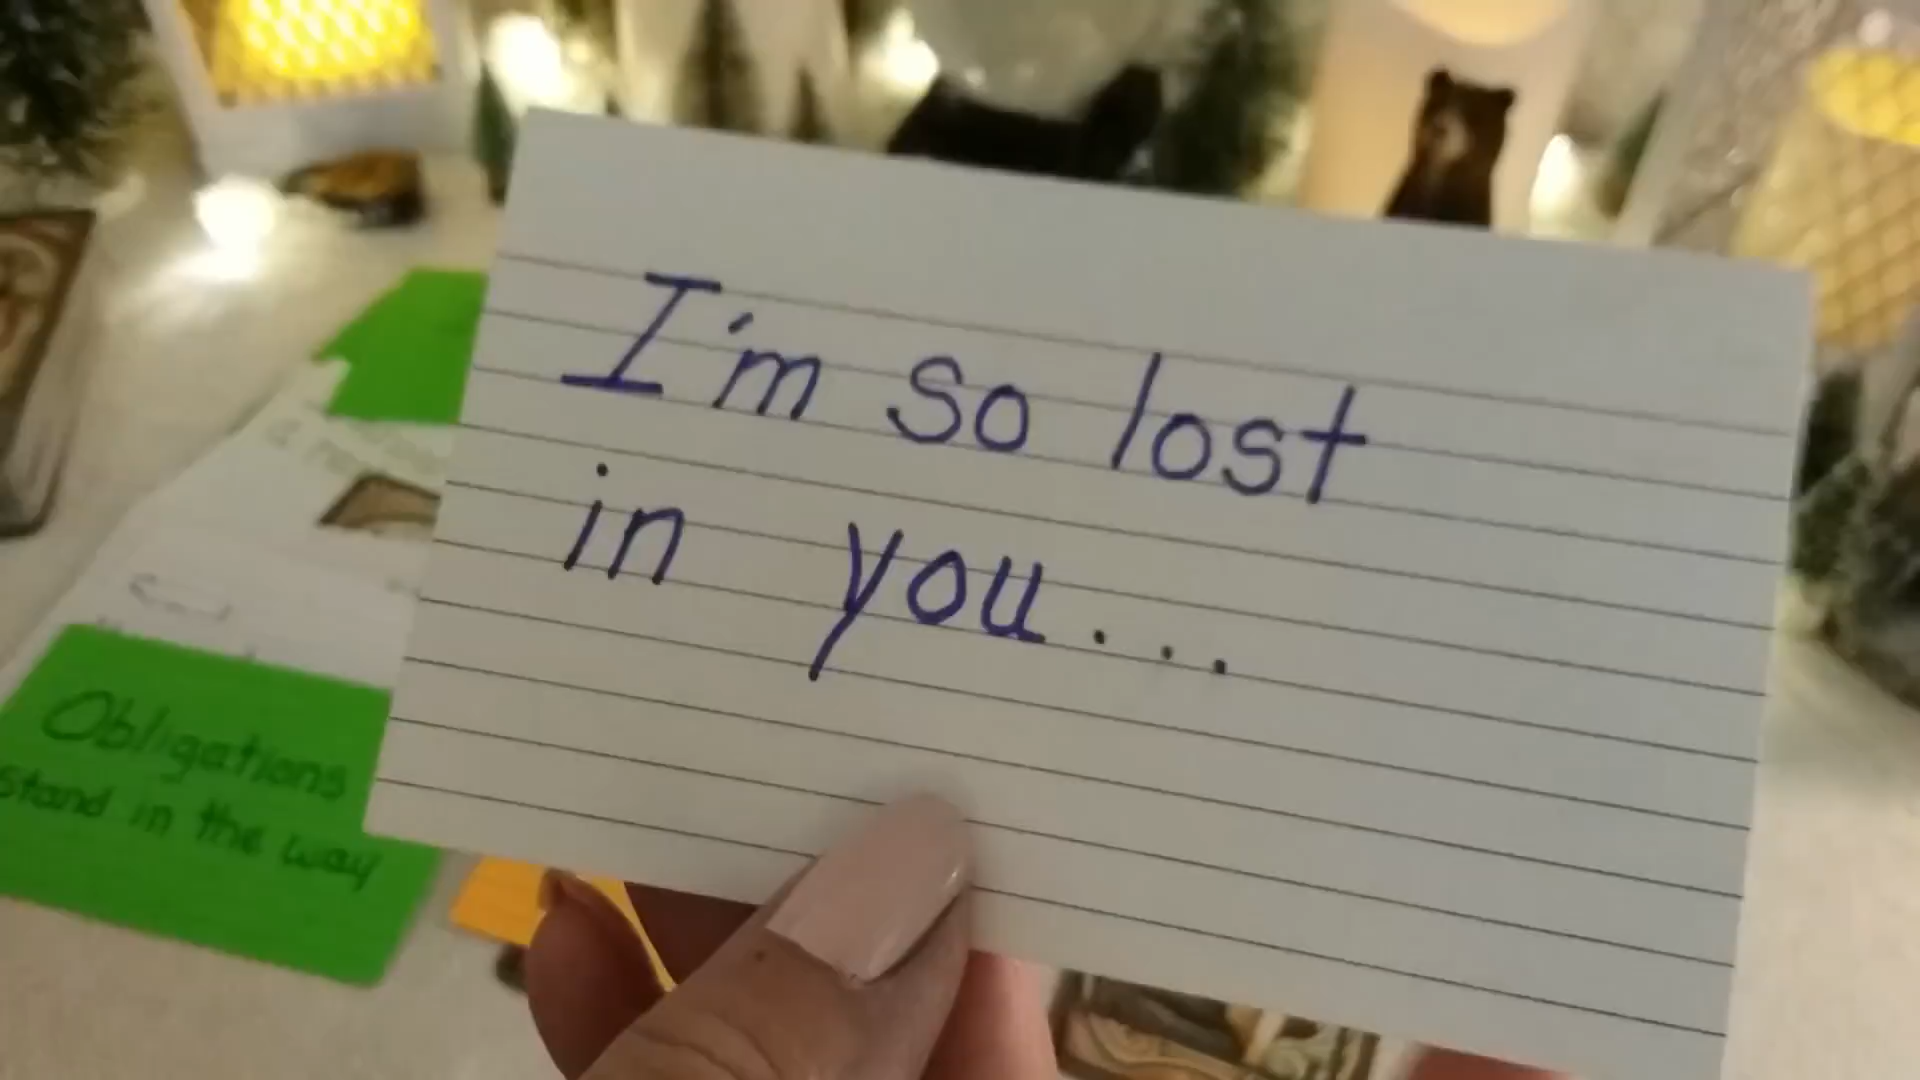 I'm so lost
in you...
Obligations
stand in the way